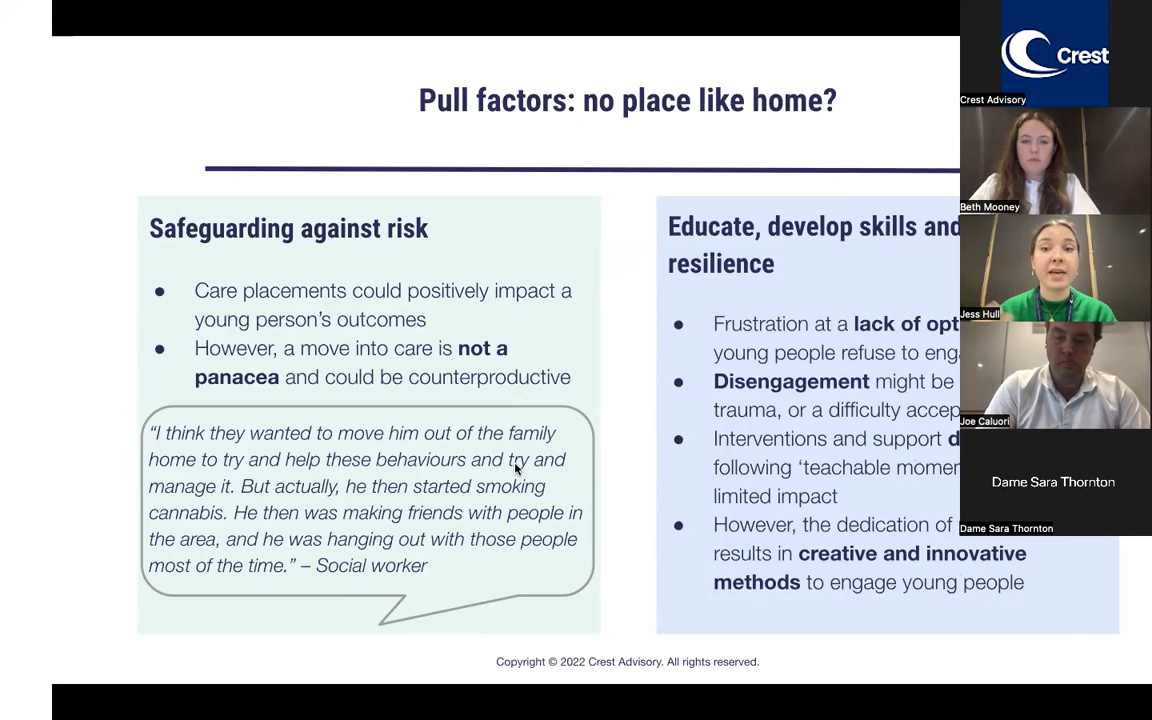 Pull factors: no place like home?
Safeguarding against risk
● Care placements could positively impact a
young person's outcomes
● However, a move into care is not a
panacea and could be counterproductive
“I think they wanted to move him out of the family
home to try and help these behaviours and try and
manage it. But actually, he then started smoking
cannabis. He then was making friends with people in
the area, and he was hanging out with those people
most of the time.” – Social worker
Educate, develop skills and
resilience
● Frustration at a lack of
young people refuse to
● Disengagement might be
trauma, or a difficulty
● Interventions and support
following ‘teachable
limited impact
● However, the dedication of
results in creative and innovative
methods to engage young people
Copyright © 2022 Crest Advisory. All rights reserved.
Crest
Crest Advisory
Beth Mooney
Jess Hull
Joe Caluori
Dame Sara Thornton
Dame Sara Thornton